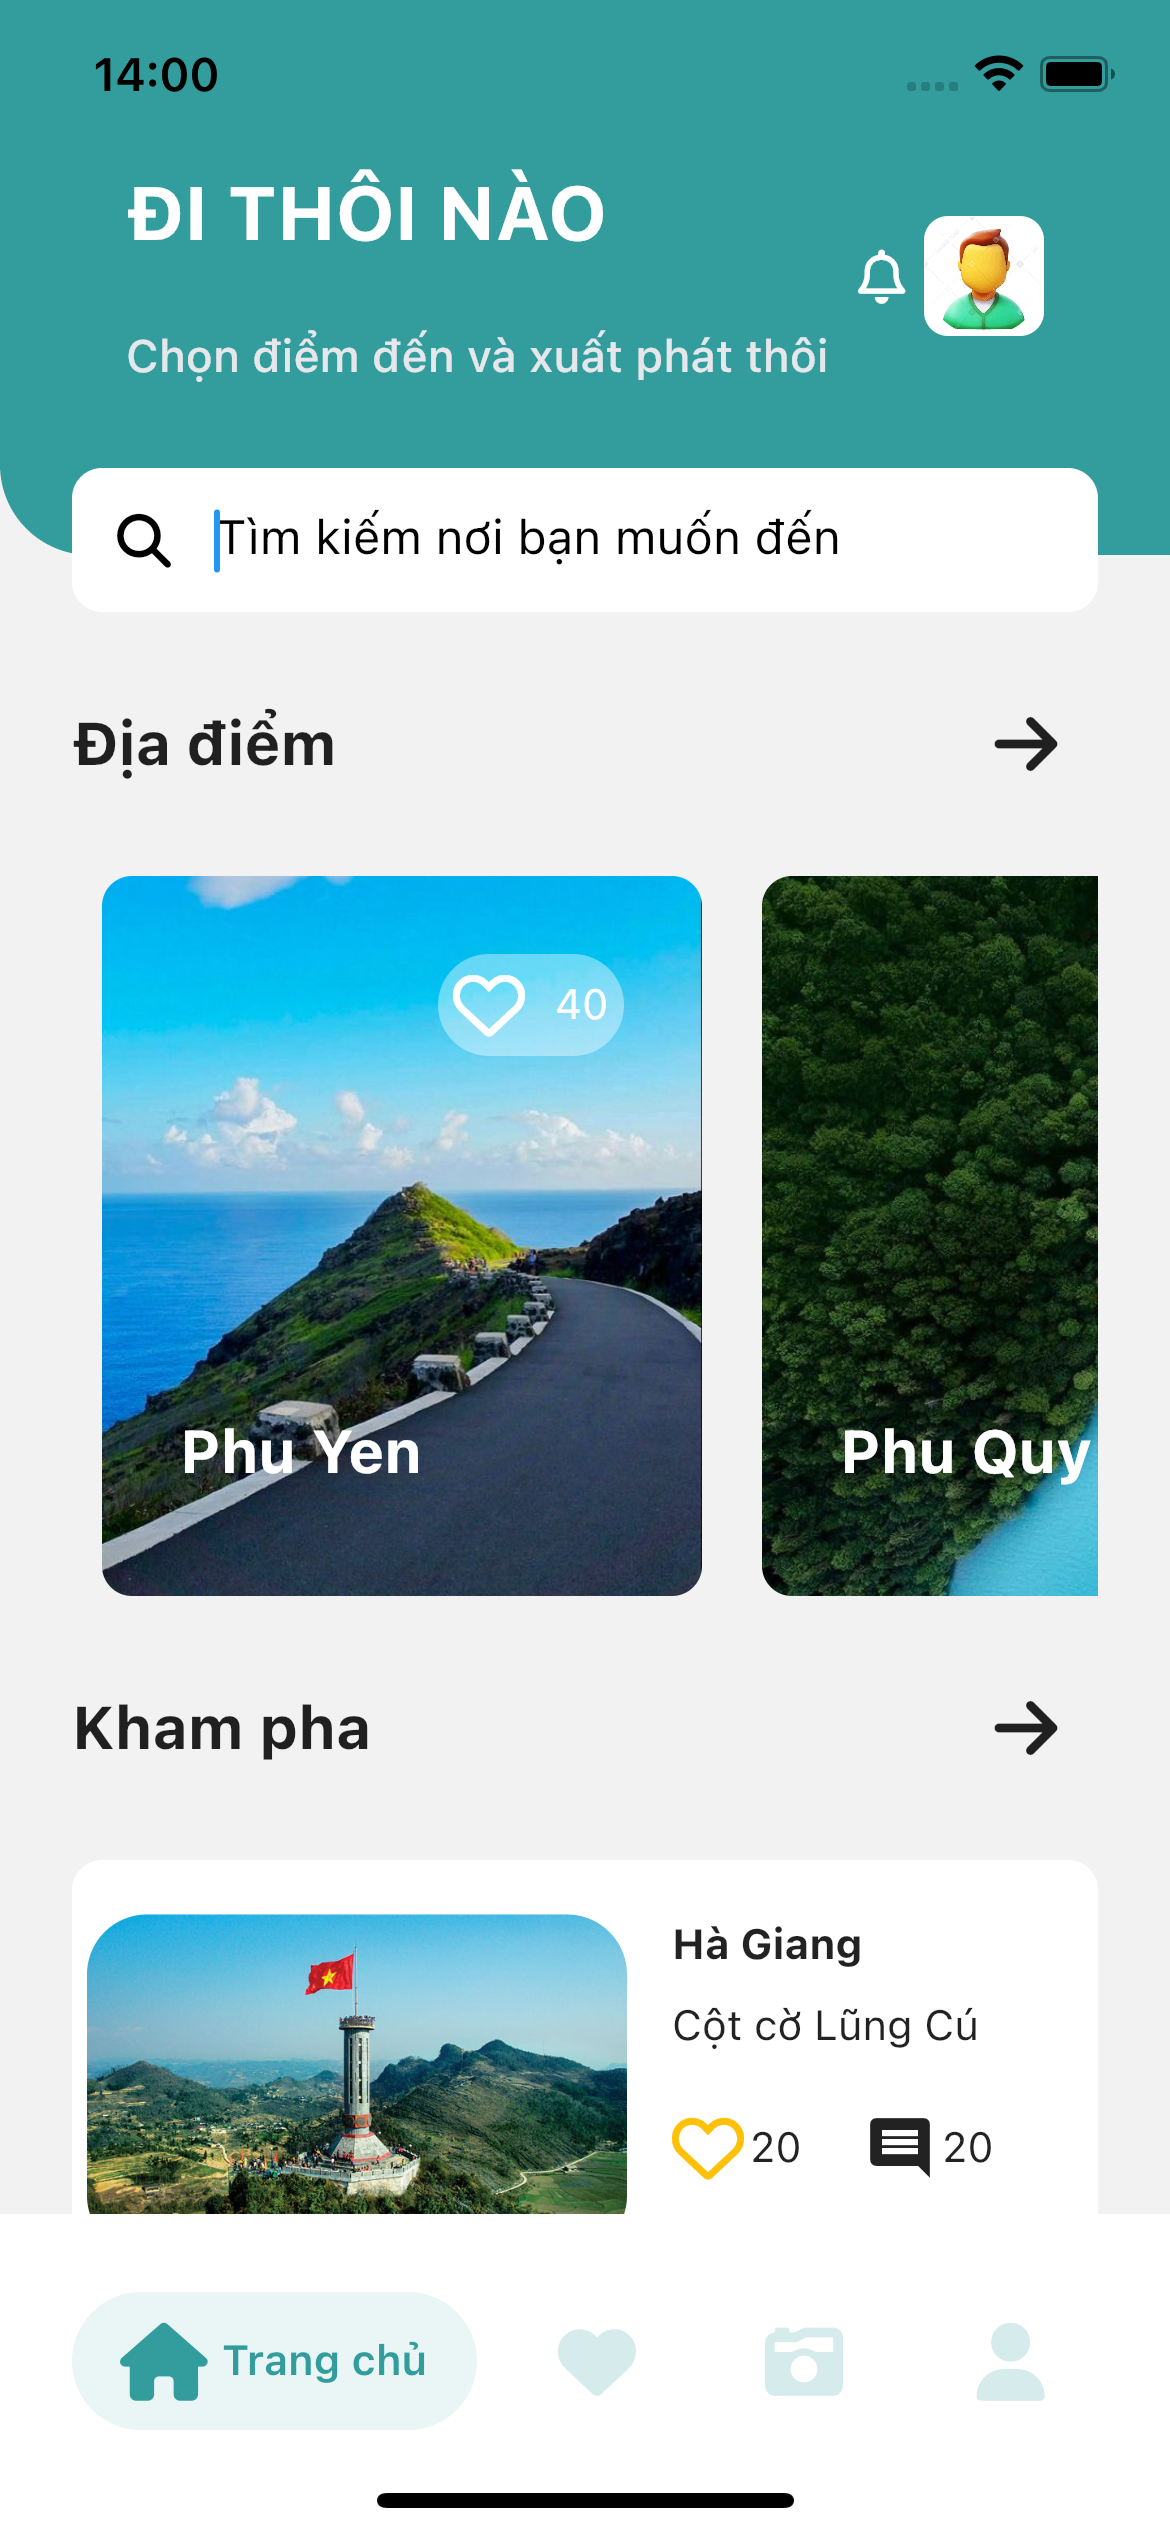 14:00
ĐI THÔI NÀO
Chọn điểm đến và xuất phát thôi
Tìm kiếm nơi bạn muốn đến
Địa điểm
40
Phu Yen
Phu Quy
Kham pha
Hà Giang
Cột cờ Lũng Cú
20
20
Trang chủ